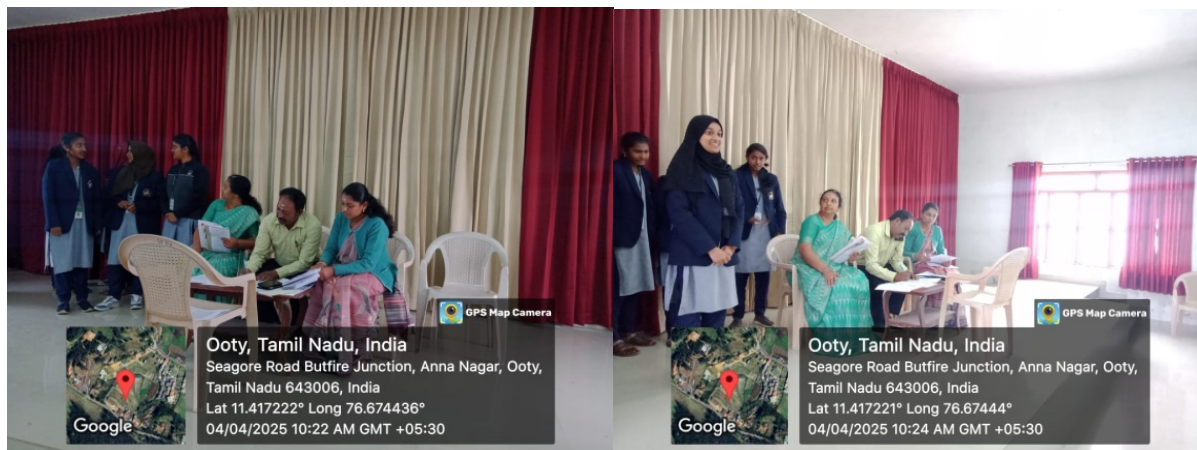 GPS Map Camera
Ooty, Tamil Nadu, India
Seagore Road Butfire Junction, Anna Nagar, Ooty,
Tamil Nadu 643006, India
Lat 11.417222° Long 76.674436°
04/04/2025 10:22 AM GMT +05:30
Google
GPS Map Camera
Ooty, Tamil Nadu, India
Seagore Road Butfire Junction, Anna Nagar, Ooty,
Tamil Nadu 643006, India
Lat 11.417221° Long 76.67444°
04/04/2025 10:24 AM GMT +05:30
Google